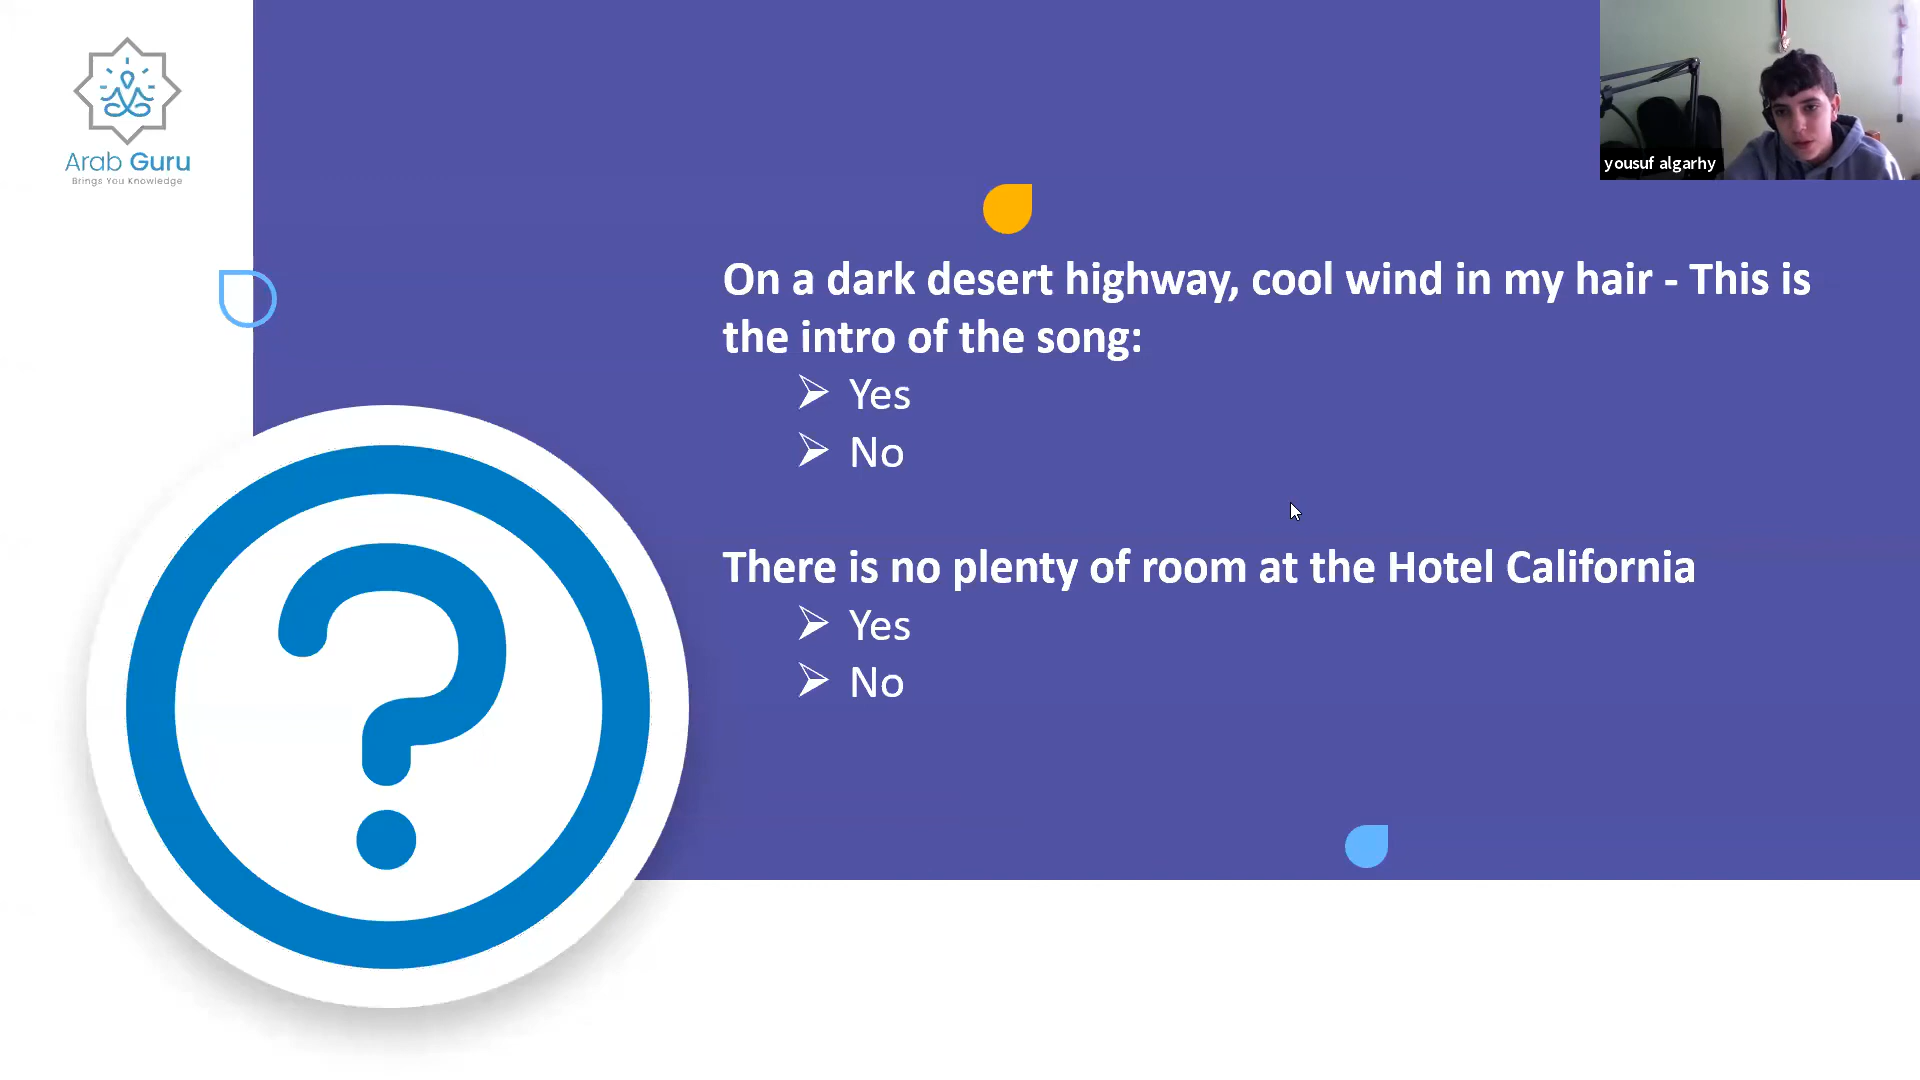 Arab Guru
Brings You Knowledge
yousuf algarhy
On a dark desert highway, cool wind in my hair - This is
the intro of the song:
Yes
No
There is no plenty of room at the Hotel California
Yes
No